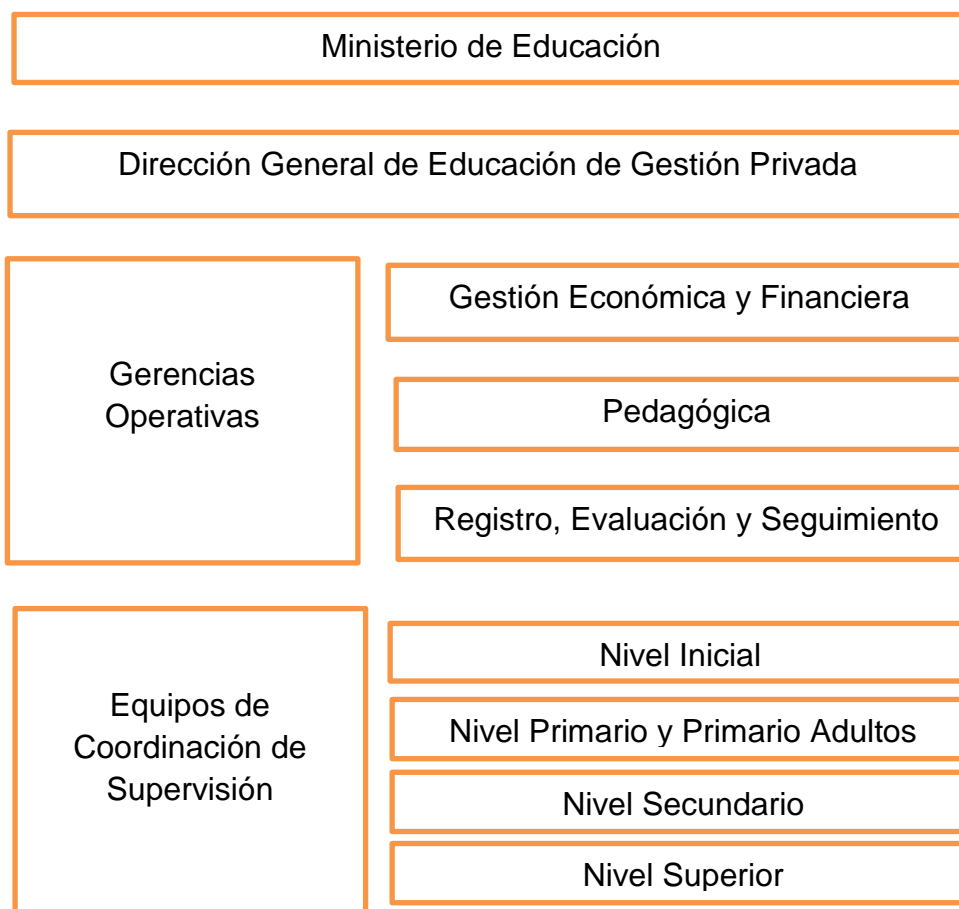 Ministerio de Educación
Dirección General de Educación de Gestión Privada
Gerencias
Operativas
Gestión Económica y Financiera
Pedagógica
Registro, Evaluación y Seguimiento
Equipos de
Coordinación de
Supervisión
Nivel Inicial
Nivel Primario y Primario Adultos
Nivel Secundario
Nivel Superior